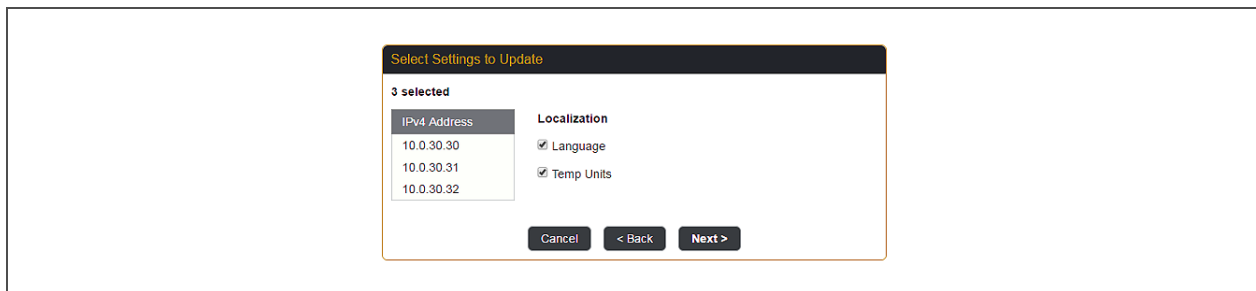 Select Settings to Update
3 selected
IPv4 Address
10.0.30.30
10.0.30.31
10.0.30.32
Localization
Language
Temp Units
Cancel
< Back
Next >